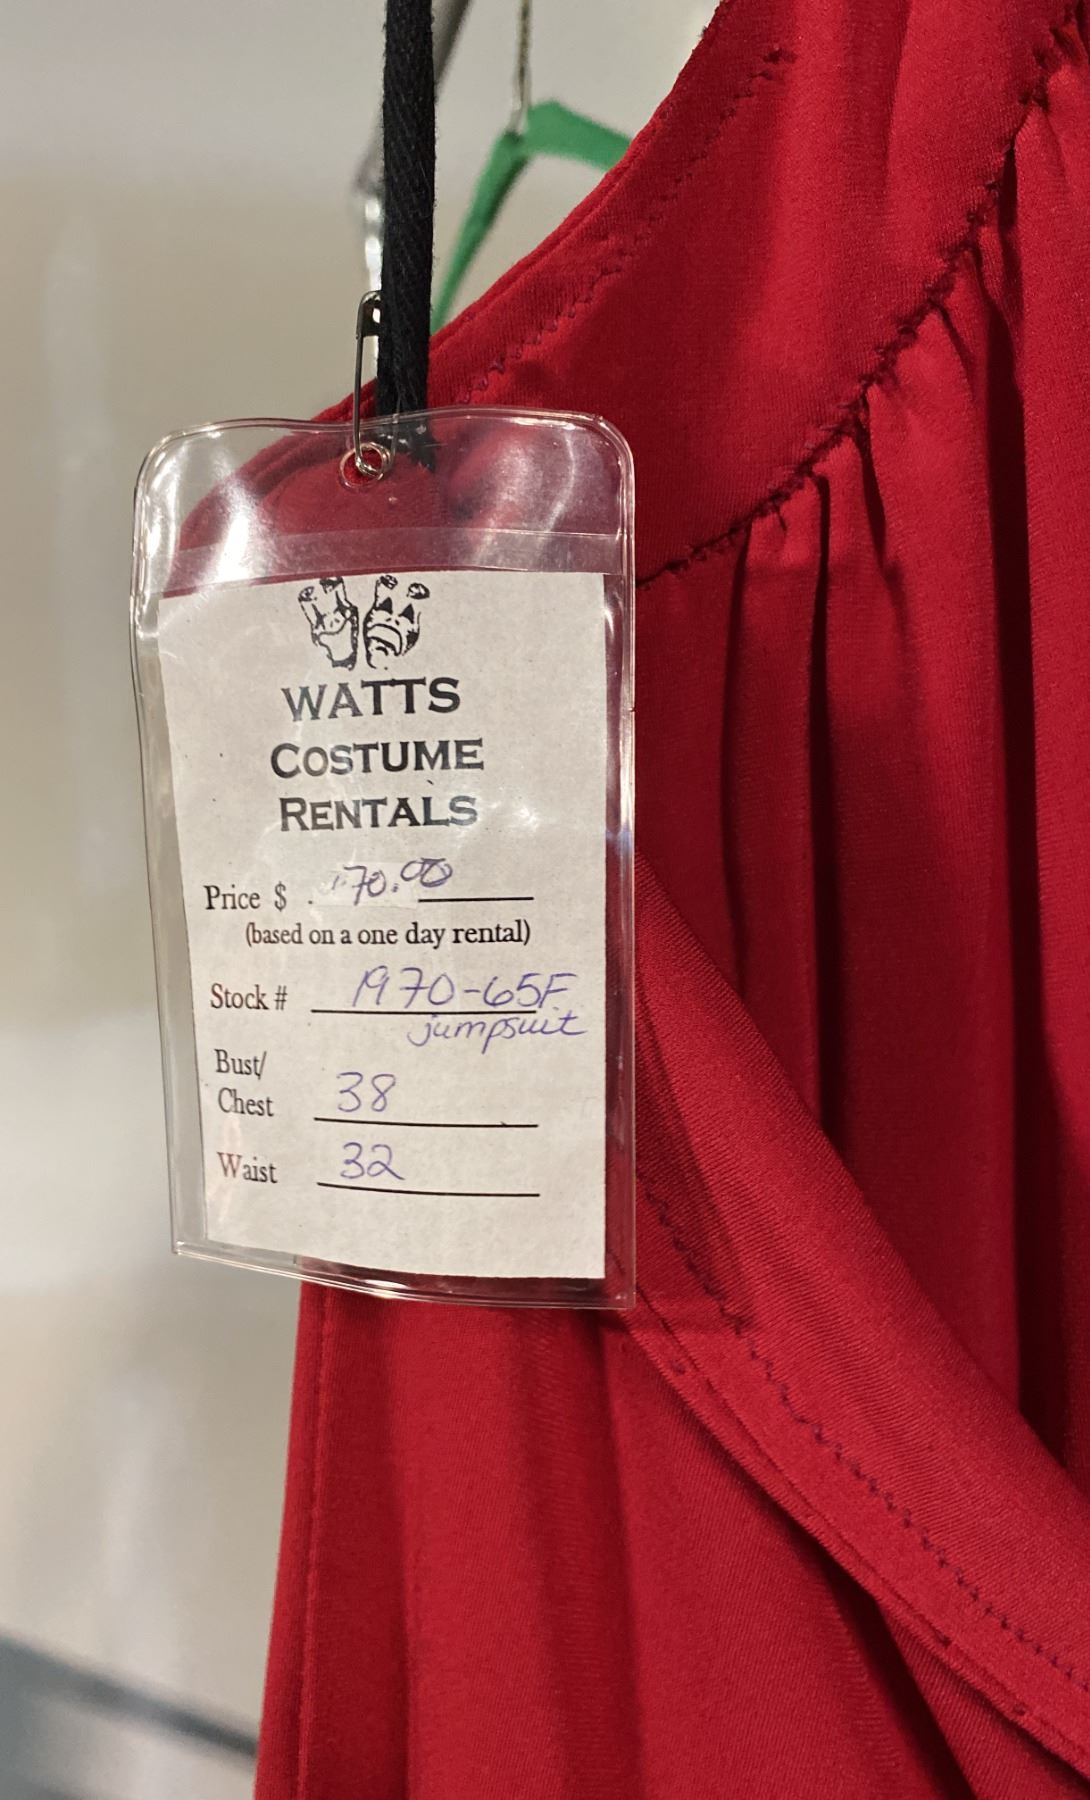 WATTS
COSTUME
RENTALS
Price $ 70.00
(based on a one day rental)
Stock # 1970-65F
jumpsuit
Bust/
Chest 38
Waist 32